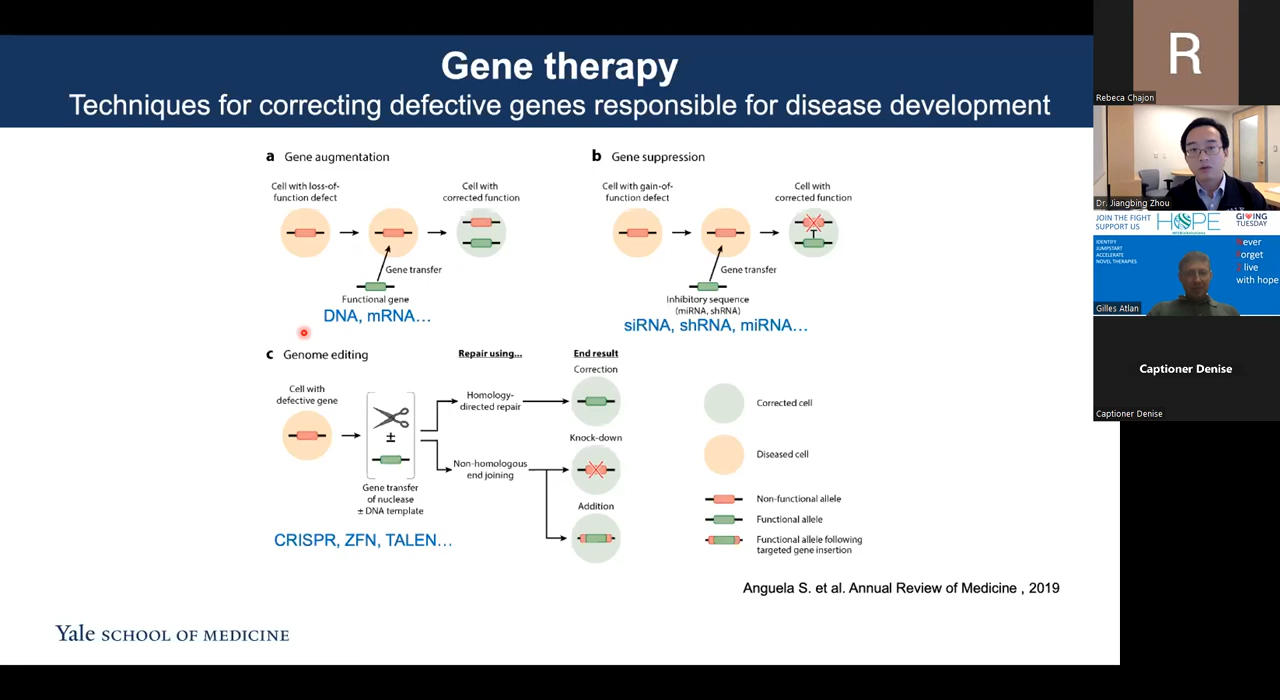 Gene therapy
Techniques for correcting defective genes responsible for disease development
a Gene augmentation
Cell with loss-of-
function defect
Cell with
corrected function
Gene transfer
Functional gene
DNA, mRNA...
b Gene suppression
Cell with gain-of-
function defect
Cell with
corrected function
Gene transfer
Inhibitory sequence
(miRNA, shRNA)
siRNA, shRNA, miRNA...
c Genome editing
Repair using...
End result
Cell with
defective gene
±
Gene transfer
of nuclease
± DNA template
CRISPR, ZFN, TALEN...
Homology-
directed repair
Non-homologous
end joining
Correction
Knock-down
Addition
Corrected cell
Diseased cell
Non-functional allele
Functional allele
Functional allele following
targeted gene insertion
Anguela S. et al. Annual Review of Medicine , 2019
Yale SCHOOL OF MEDICINE
R
Rebeca Chajon
Dr. Jiangbing Zhou
JOIN THE FIGHT
SUPPORT US
HOPE
GIVING
TUESDAY
IDENTIFY
JUMPSTART
ACCELERATE
NOVEL THERAPIES
Never
Forget
live
with hope
Gilles Atlan
Captioner Denise
Captioner Denise